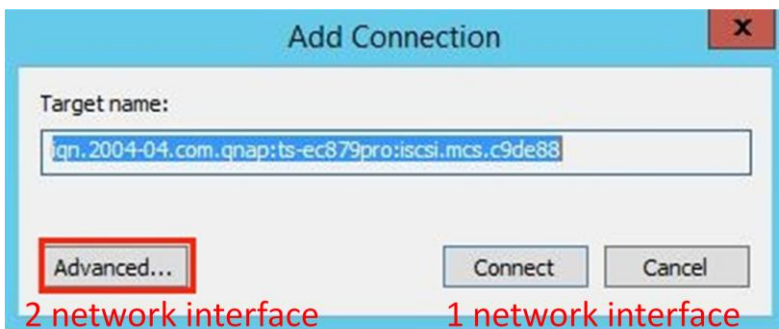 Add Connection
x
Target name:
iqn.2004-04.com.qnap:ts-ec879pro:iscsi.mcs.c9de88
Advanced... Connect Cancel
2 network interface 1 network interface